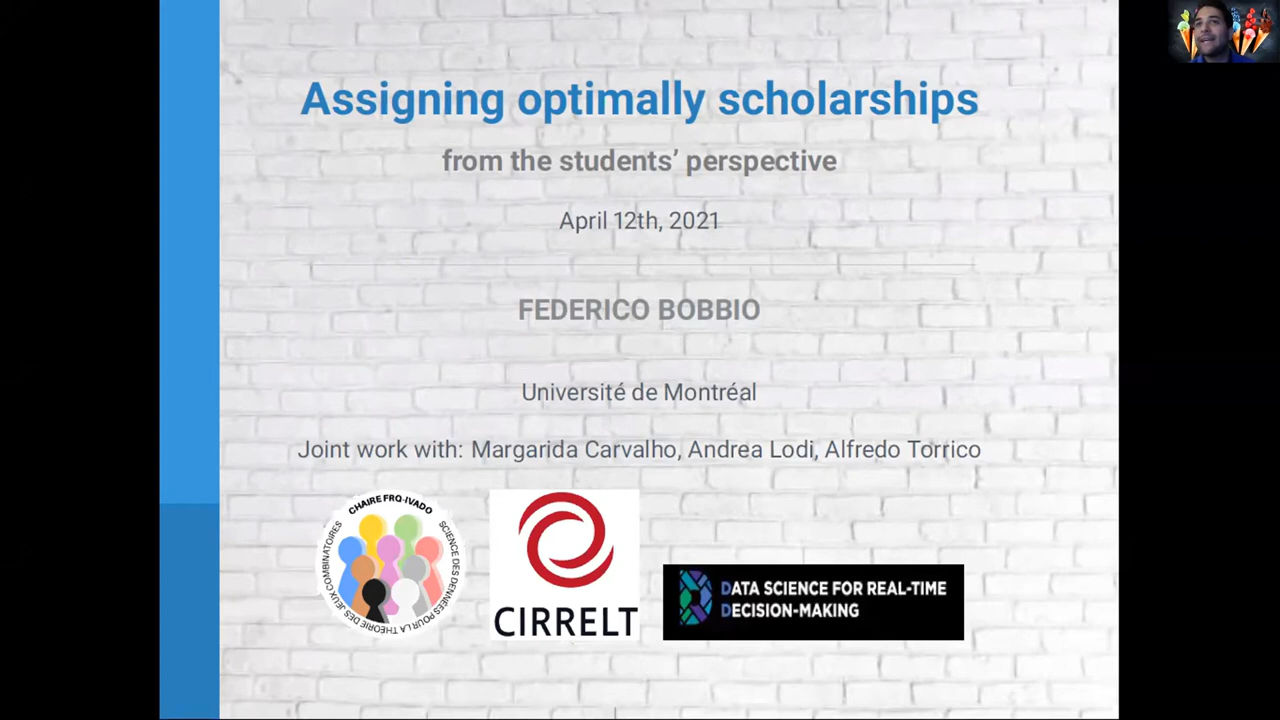 Assigning optimally scholarships
from the students' perspective
April 12th, 2021
FEDERICO BOBBIO
Université de Montréal
Joint work with: Margarida Carvalho, Andrea Lodi, Alfredo Torrico
CHAIRE FRQ-IVADO
SCIENCE DES DONNÉES POUR LA THÉORIE DES JEUX COMBINATOIRES
CIRRELT
DATA SCIENCE FOR REAL-TIME
DECISION-MAKING